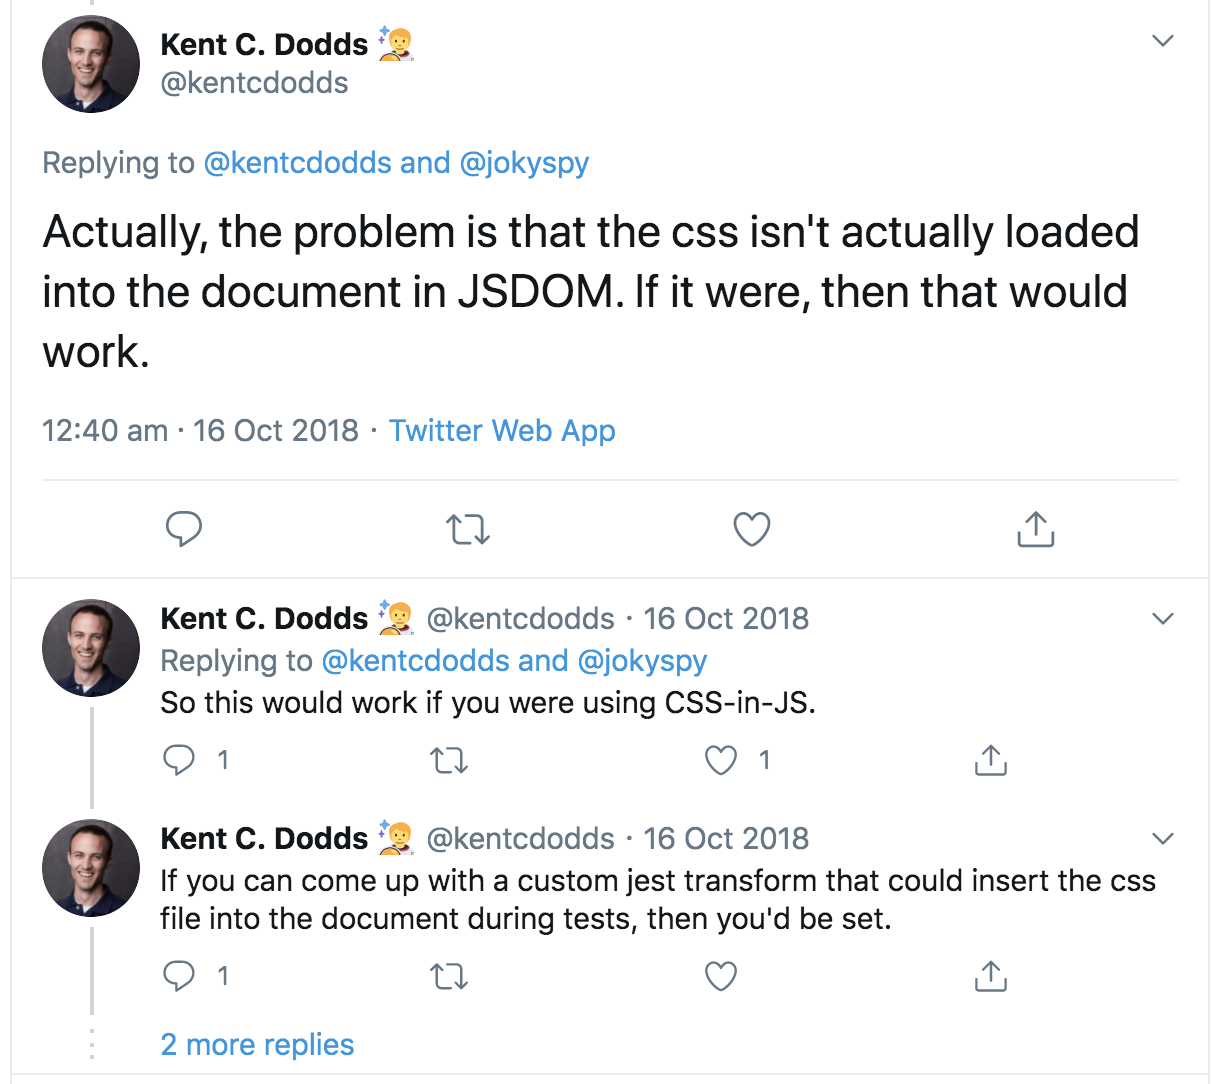 Kent C. Dodds
@kentcdodds
Replying to @kentcdodds and @jokyspy
Actually, the problem is that the css isn't actually loaded
into the document in JSDOM. If it were, then that would
work.
12:40 am · 16 Oct 2018 · Twitter Web App
Kent C. Dodds @kentcdodds · 16 Oct 2018
Replying to @kentcdodds and @jokyspy
So this would work if you were using CSS-in-JS.
1 1
Kent C. Dodds @kentcdodds · 16 Oct 2018
If you can come up with a custom jest transform that could insert the css
file into the document during tests, then you'd be set.
1
2 more replies